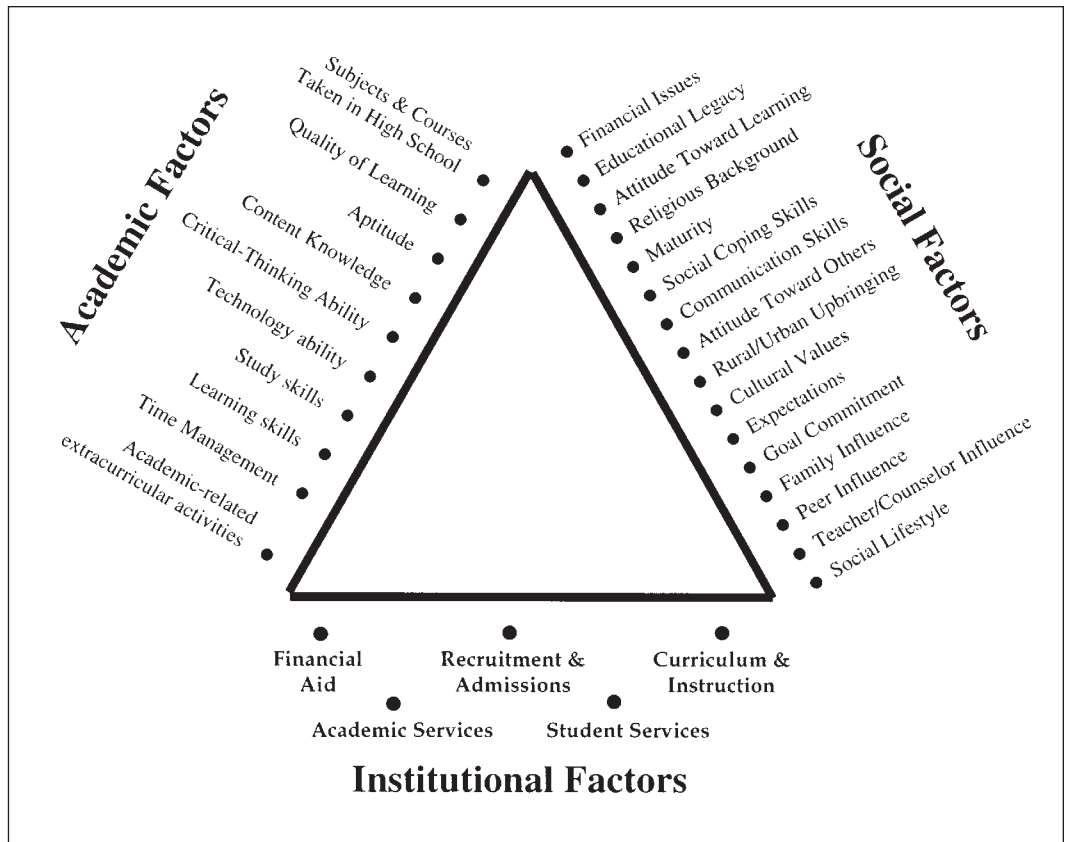 Academic Factors
Subjects & Courses
Taken in High School
Quality of Learning
Aptitude
Content Knowledge
Critical-Thinking Ability
Technology ability
Study skills
Learning skills
Time Management
Academic-related
extracurricular activities
Social Factors
Financial Issues
Educational Legacy
Attitude Toward Learning
Religious Background
Maturity
Social Coping Skills
Communication Skills
Attitude Toward Others
Rural/Urban Upbringing
Cultural Values
Expectations
Goal Commitment
Family Influence
Peer Influence
Teacher/Counselor Influence
Social Lifestyle
Financial
Aid
Recruitment &
Admissions
Curriculum &
Instruction
Academic Services
Student Services
Institutional Factors